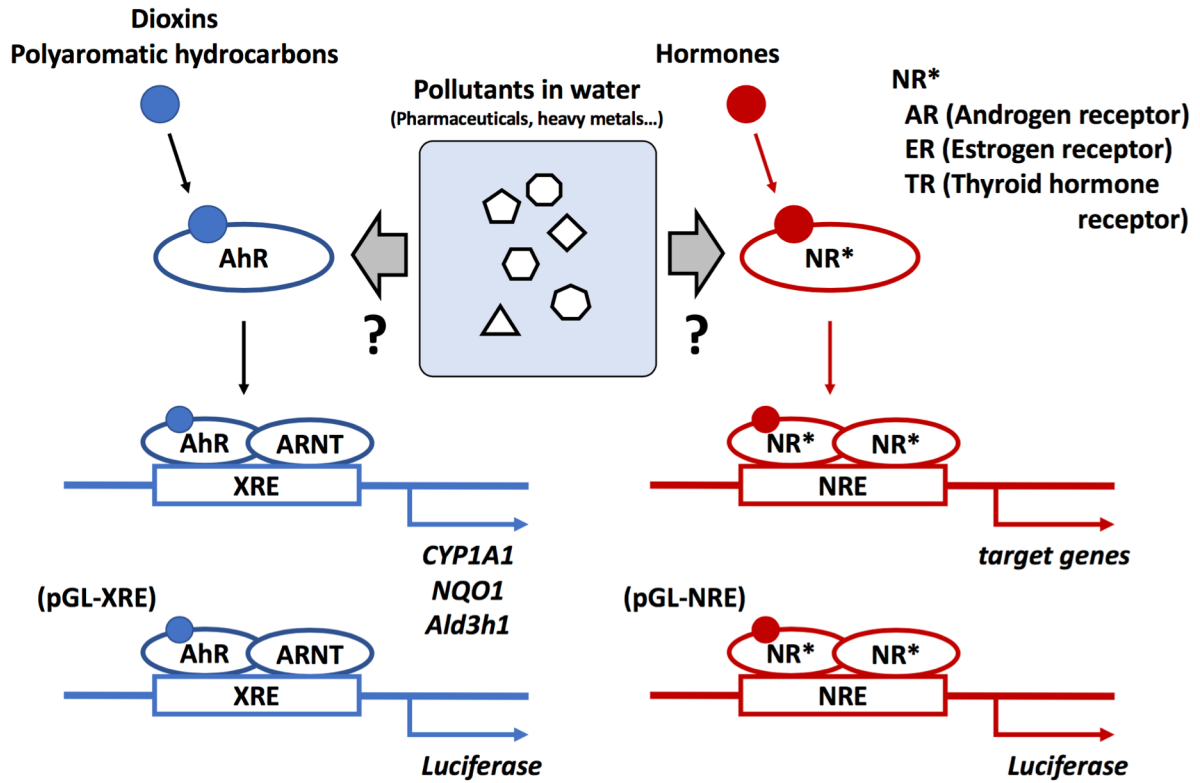 Dioxins
Polyaromatic hydrocarbons
Pollutants in water
(Pharmaceuticals, heavy metals...)
Hormones
NR*
AR (Androgen receptor)
ER (Estrogen receptor)
TR (Thyroid hormone
receptor)
AhR
NR*
?
?
AhR
ARNT
XRE
CYP1A1
NQO1
Ald3h1
NR*
NR*
NRE
target genes
(pGL-XRE)
AhR
ARNT
XRE
Luciferase
(pGL-NRE)
NR*
NR*
NRE
Luciferase